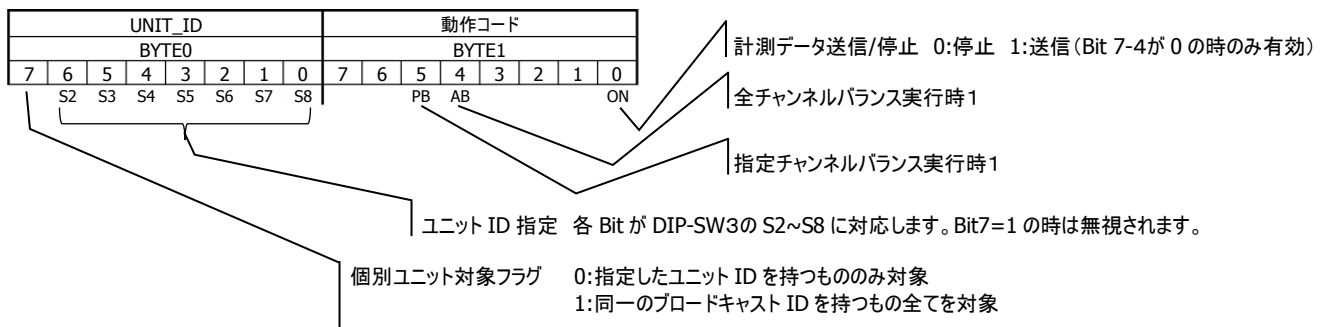 UNIT_ID 動作コード
BYTE0 BYTE1
7 6 5 4 3 2 1 0 7 6 5 4 3 2 1 0
S2 S3 S4 S5 S6 S7 S8 PB AB ON
計測データ送信/停止 0:停止 1:送信(Bit 7-4が 0 の時のみ有効)
全チャンネルバランス実行時1
指定チャンネルバランス実行時1
ユニット ID 指定 各 Bit が DIP-SW3の S2~S8 に対応します。Bit7=1 の時は無視されます。
個別ユニット対象フラグ 0:指定したユニット ID を持つもののみ対象
1:同一のブロードキャスト ID を持つもの全てを対象